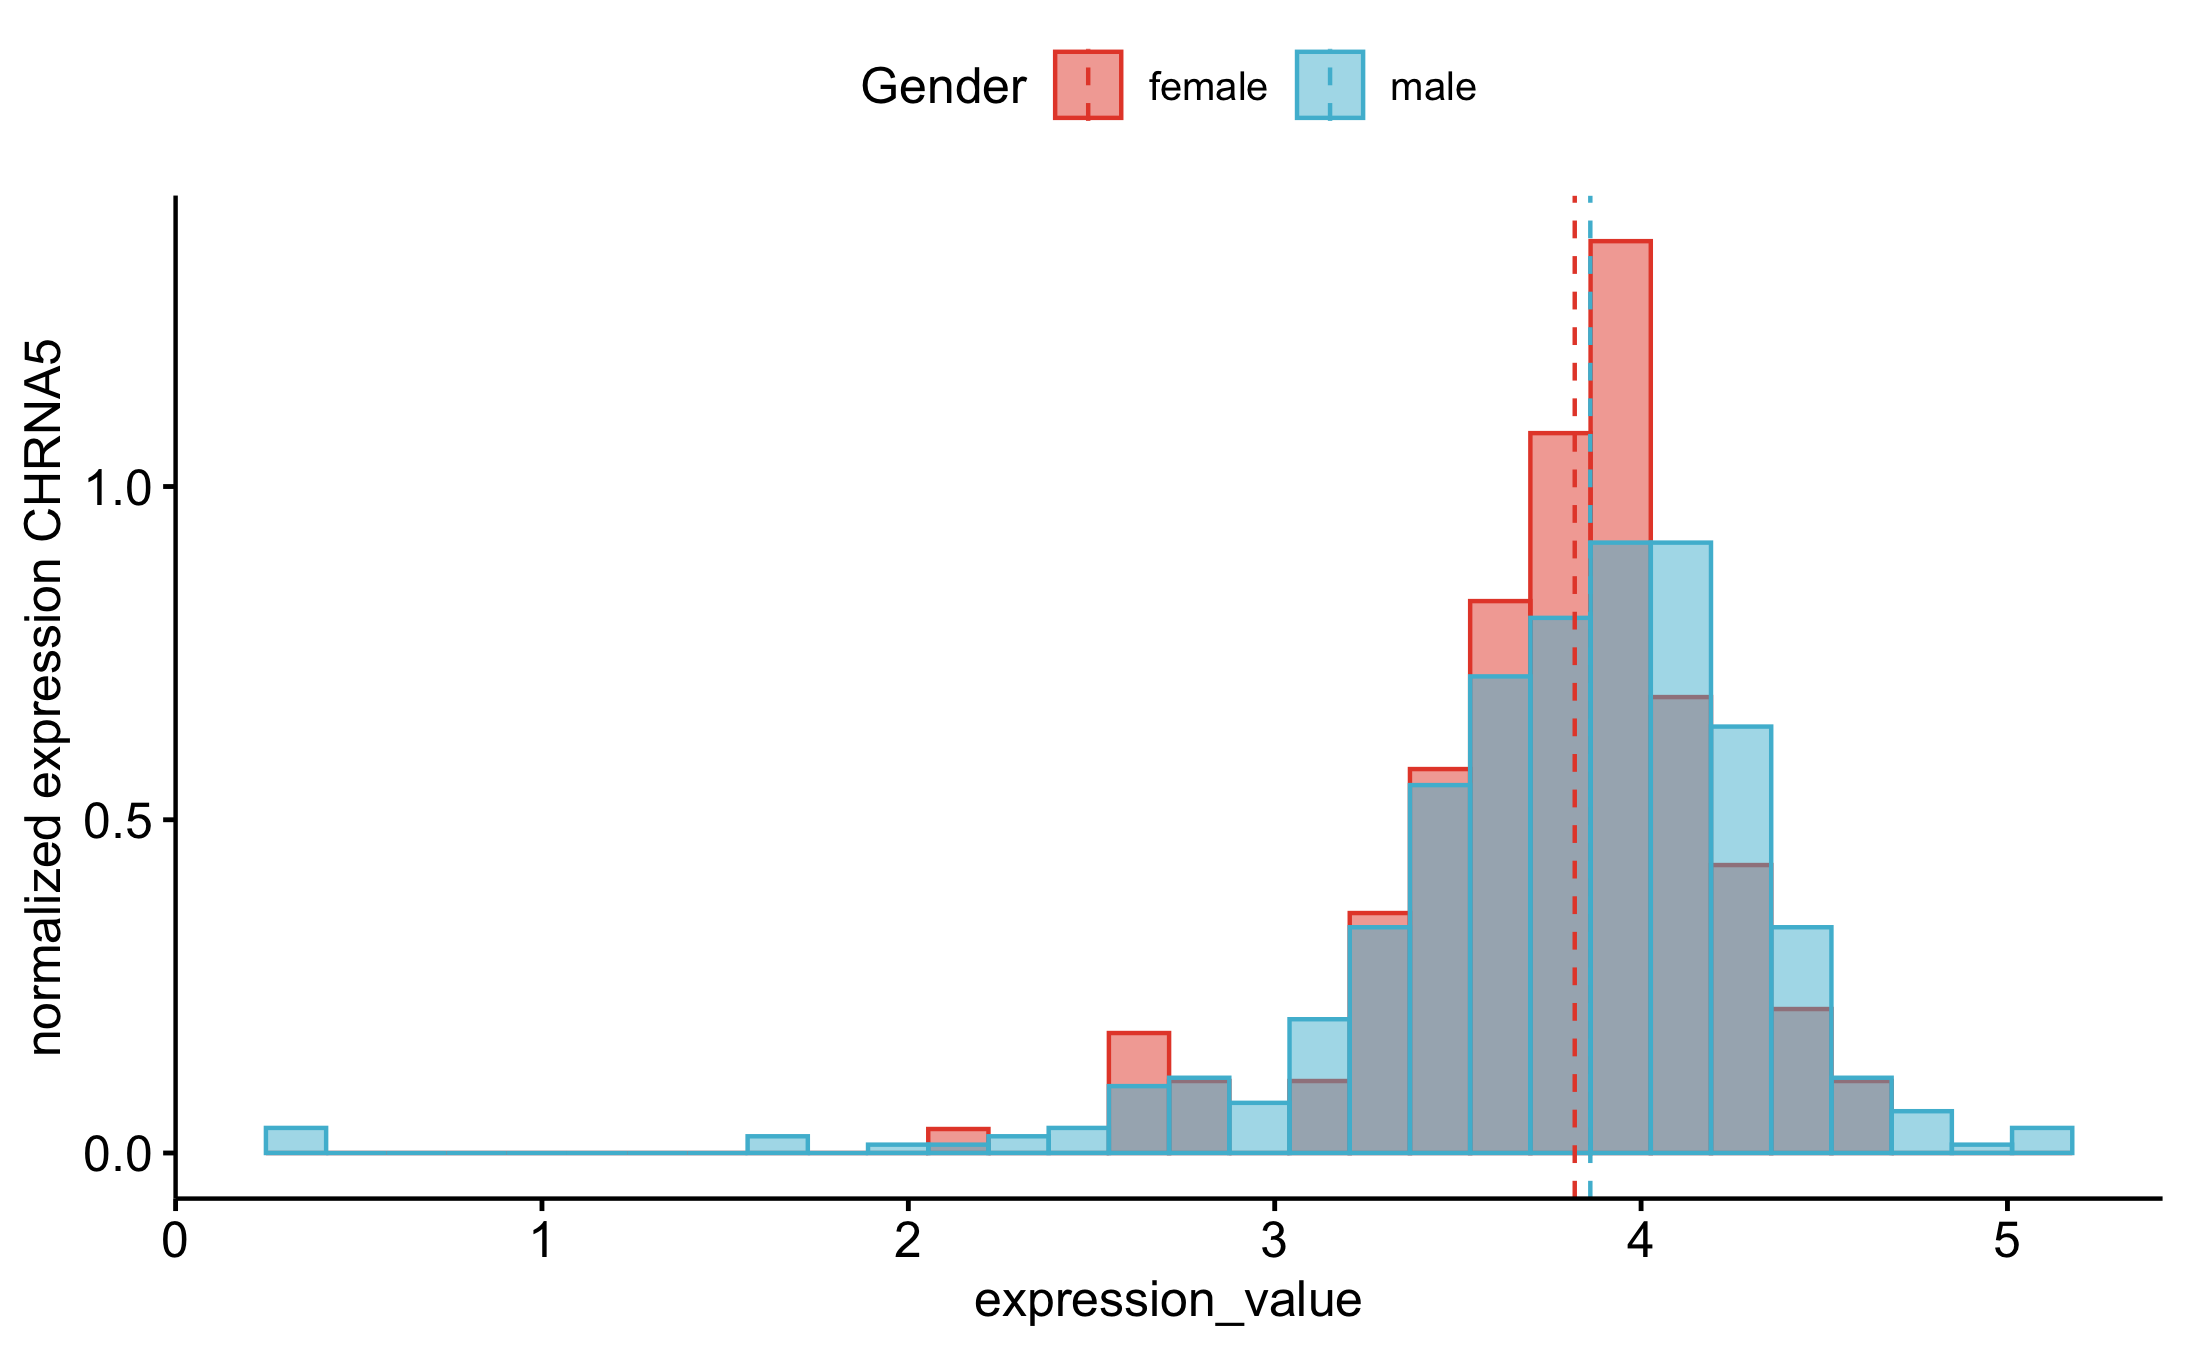 Gender female male
normalized expression CHRNA5
1.0
0.5
0.0
0 1 2 3 4 5
expression_value